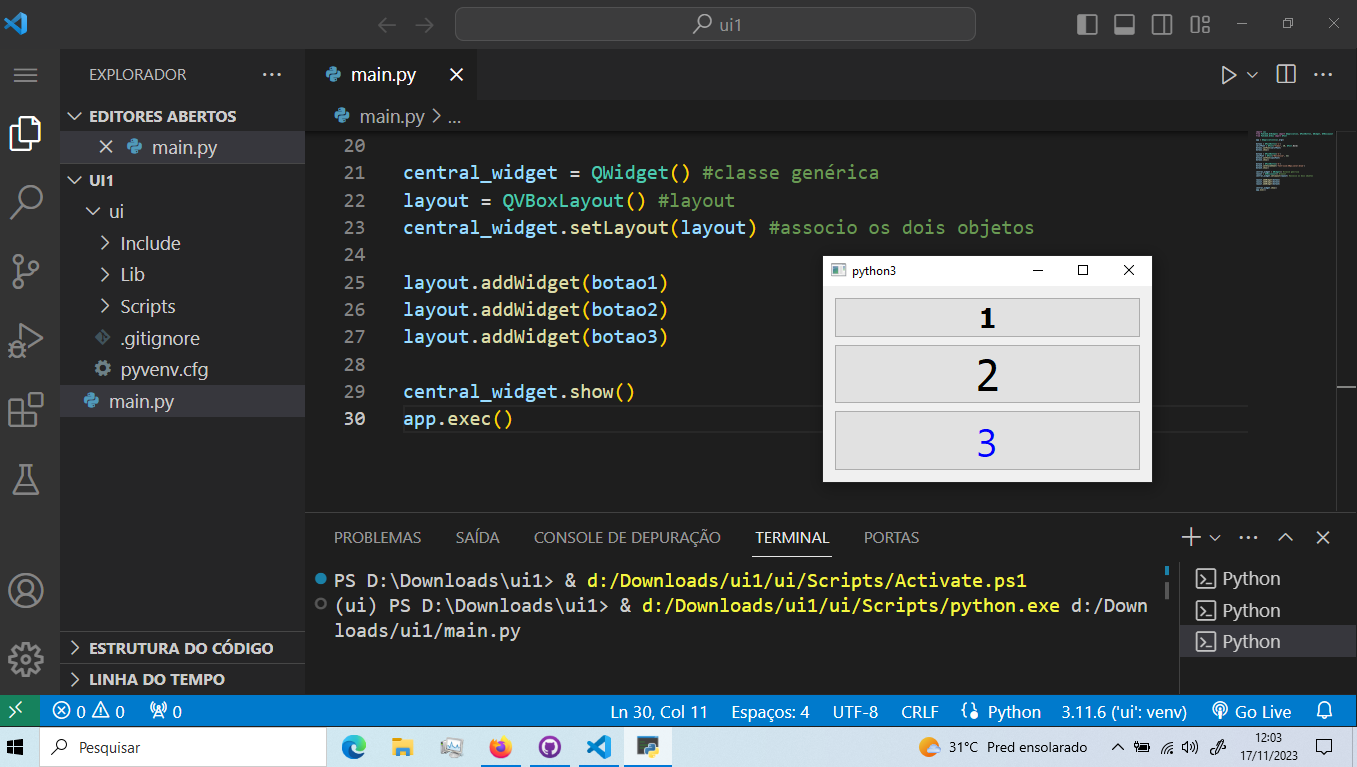 ui1
EXPLORADOR
EDITORES ABERTOS
main.py
UI1
ui
Include
Lib
Scripts
.gitignore
pyvenv.cfg
main.py
ESTRUTURA DO CÓDIGO
LINHA DO TEMPO
main.py
main.py > ...
20
21 central_widget = QWidget() #classe genérica
22 layout = QVBoxLayout() #layout
23 central_widget.setLayout(layout) #associo os dois objetos
24
25 layout.addWidget(botao1)
26 layout.addWidget(botao2)
27 layout.addWidget(botao3)
28
29 central_widget.show()
30 app.exec()
python3
1
2
3
PROBLEMAS SAÍDA CONSOLE DE DEPURAÇÃO TERMINAL PORTAS
PS D:\Downloads\ui1> & d:/Downloads/ui1/ui/Scripts/Activate.ps1
(ui) PS D:\Downloads\ui1> & d:/Downloads/ui1/ui/Scripts/python.exe d:/Down
loads/ui1/main.py
Python
Python
Python
0 0 0 Ln 30, Col 11 Espaços: 4 UTF-8 CRLF Python 3.11.6 ('ui': venv) Go Live
Pesquisar
31°C Pred ensolarado
12:03
17/11/2023